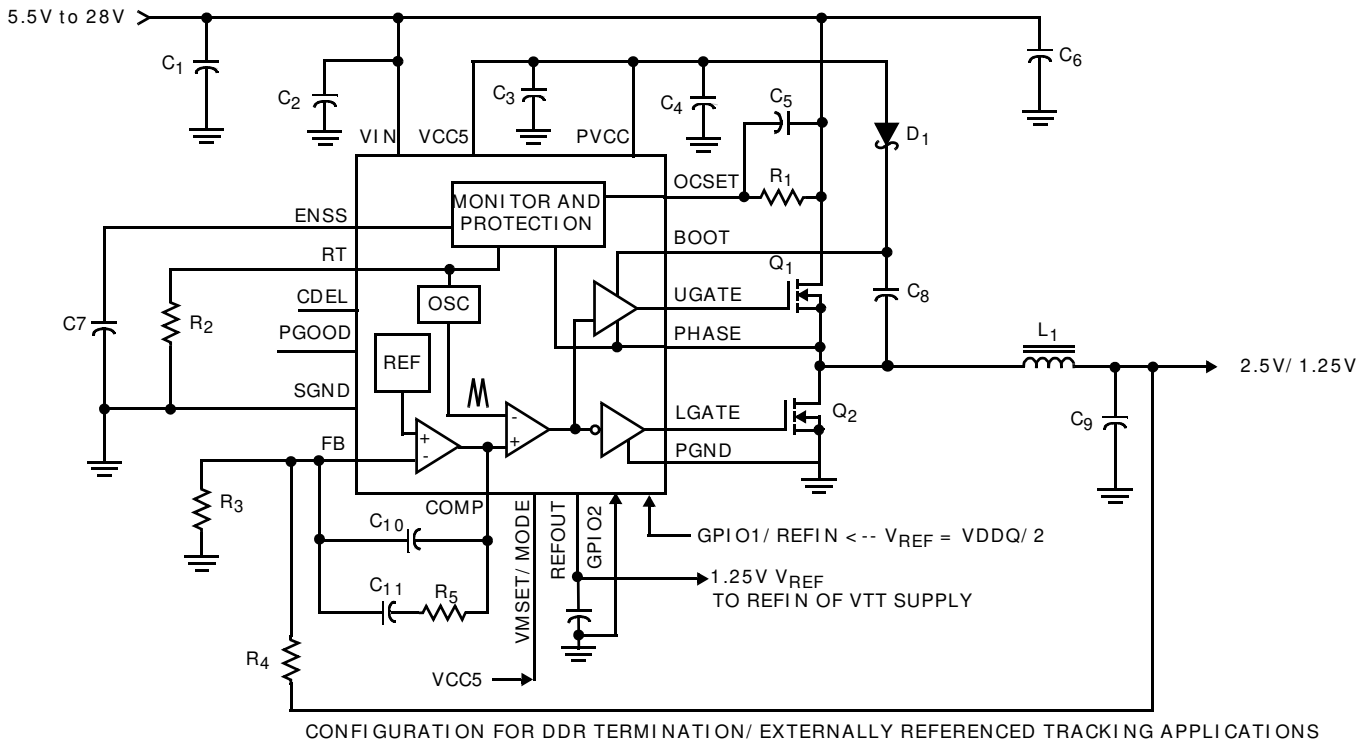 5.5V to 28V
C1
C2
C3
C4
C5
C6
VIN
VCC5
PVCC
D1
OCSET
R1
MONITOR AND
PROTECTION
ENSS
BOOT
RT
Q1
CDEL
OSC
UGATE
C8
C7
R2
PGOOD
PHASE
L1
REF
2.5V/ 1.25V
SGND
LGATE
Q2
C9
FB
+
-
-
+
PGND
R3
COMP
C10
VMSET/ MODE
REFOUT
GPIO2
GPIO1/ REFIN <-- VREF = VDDQ/ 2
C11
R5
1.25V VREF
TO REFIN OF VTT SUPPLY
R4
VCC5
CONFIGURATION FOR DDR TERMINATION/ EXTERNALLY REFERENCED TRACKING APPLICATIONS